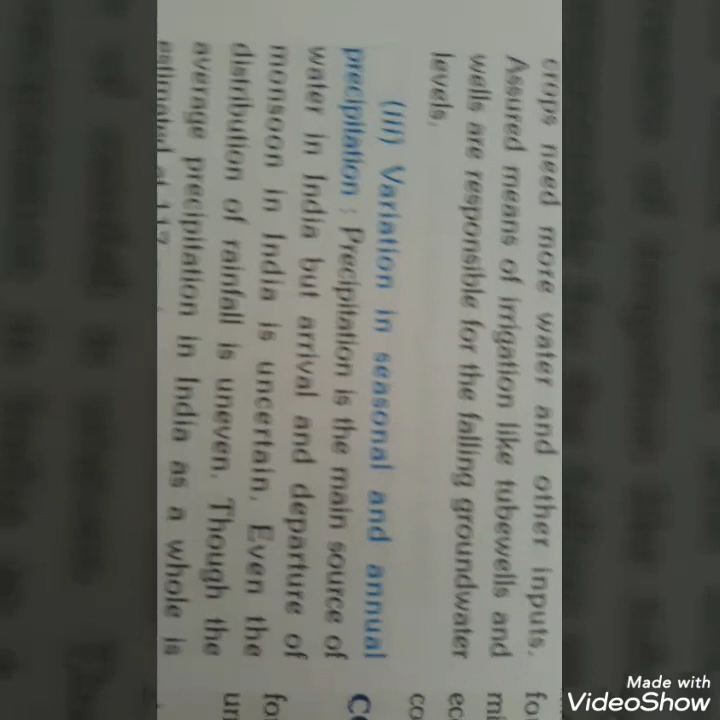 crops need more water and other inputs.
Assured means of irrigation like tubewells and
wells are responsible for the falling groundwater
levels.
(III) Variation in seasonal and annual
precipitation : Precipitation is the main source of
water in India but arrival and departure of
monsoon in India is uncertain. Even the
distribution of rainfall is uneven. Though the
average precipitation in India as a whole is
estimated at 117
Made with
VideoShow